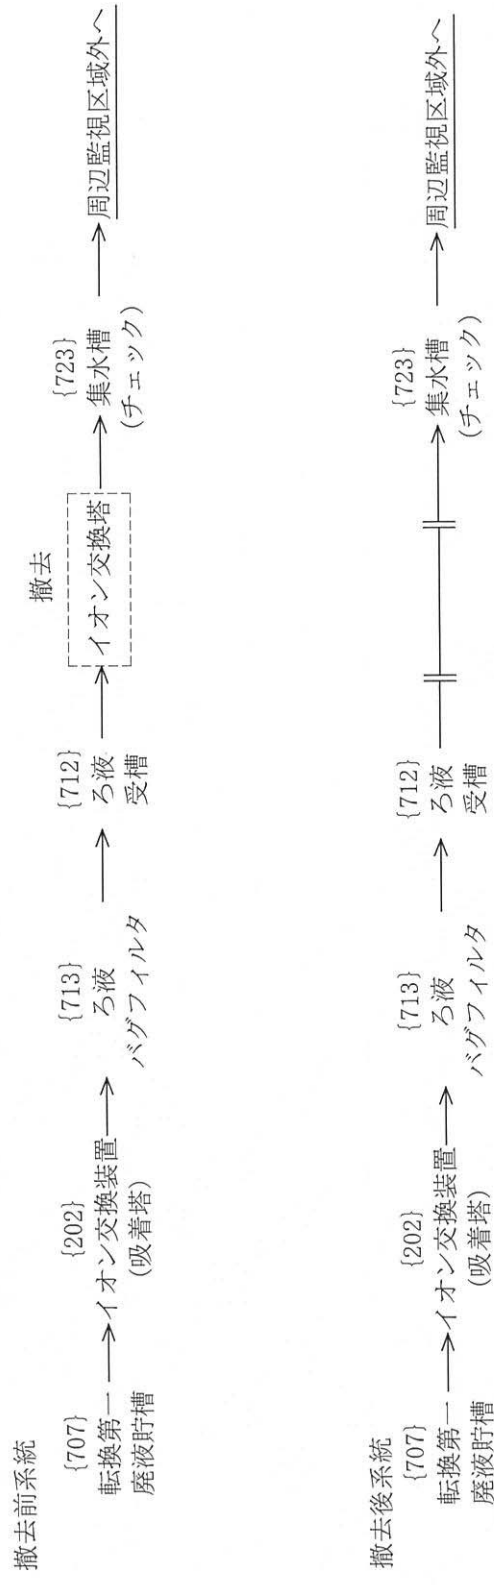 撤去前系統
{707}
転換第一
廃液貯槽
{202}
イオン交換装置
(吸着塔)
{713}
ろ液
バグフィルタ
{712}
ろ液
受槽
撤去
イオン交換塔
{723}
集水槽
(チェック)
周辺監視区域外へ
撤去後系統
{707}
転換第一
廃液貯槽
{202}
イオン交換装置
(吸着塔)
{713}
ろ液
バグフィルタ
{712}
ろ液
受槽
{723}
集水槽
(チェック)
周辺監視区域外へ